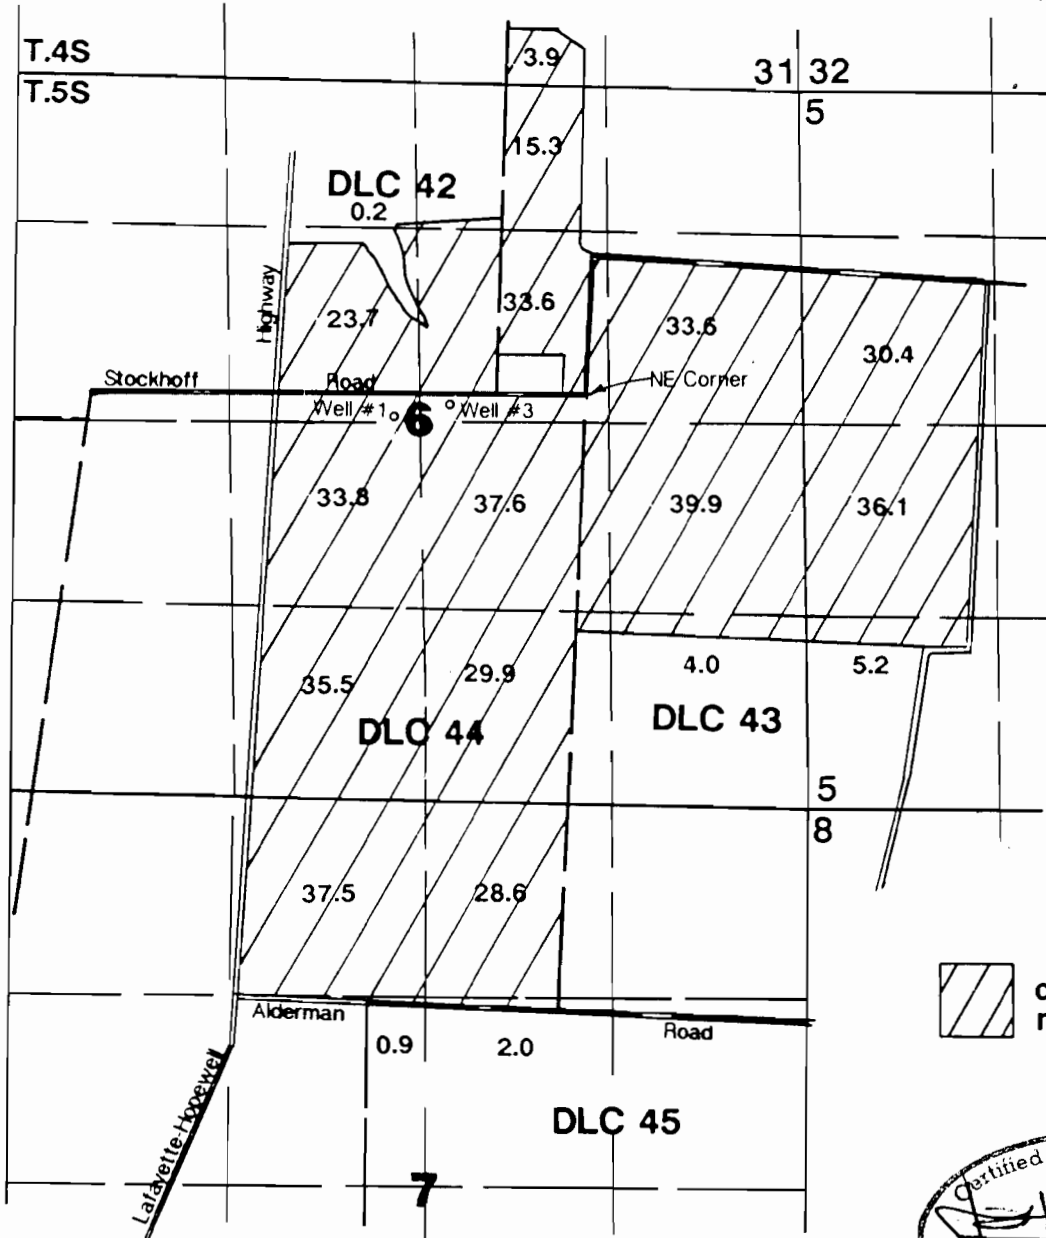 T.4S
T.5S
3.9
31 32
5
15.3
DLC 42
0.2
Highway
23.7
33.6
33.6
30.4
Stockhoff Road
NE Corner
Well #1
6
Well #3
33.8
37.6
39.9
36.1
35.5
29.9
4.0
5.2
DLC 44
DLC 43
5
8
37.5
28.6
Alderman Road
0.9
2.0
Lafayette-Hopewell
DLC 45
7
Certified